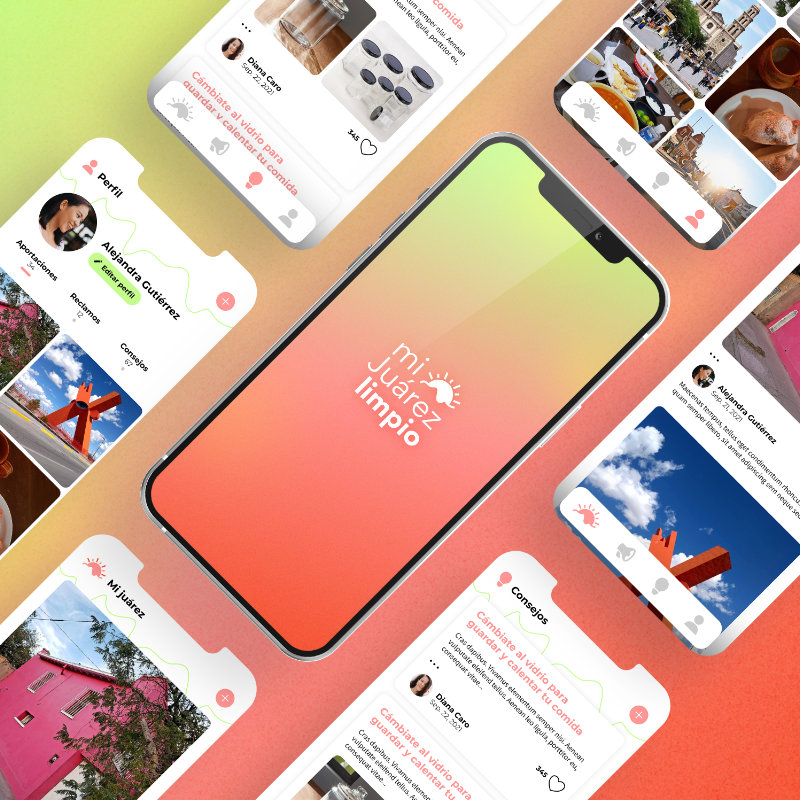 comida
semper nisi. Aenean
leo ligula, porttitor eu,
Diana Caro
Sep. 22, 2021
Cámbiate al vidrio para
guardar y calentar tu comida
345
Perfil
Alejandra Gutiérrez
Editar perfil
Aportaciones
34
Reclamos
12
Consejos
67
mi
juárez
limpio
Alejandra Gutiérrez
Sep. 21, 2021
Maecenas tempus, tellus eget condimentum rhoncus,
quam semper libero, sit amet adipiscing sem neque sed
Mi juárez
Consejos
Cámbiate al vidrio para
guardar y calentar tu comida
Cras dapibus. Vivamus elementum semper nisi. Aenean
vulputate eleifend tellus. Aenean leo ligula, porttitor eu,
consequat vitae...
Diana Caro
Sep. 22, 2021
345
Cámbiate al vidrio para
guardar y calentar tu comida
Cras dapibus. Vivamus elementum semper nisi. Aenean
vulputate eleifend tellus. Aenean leo ligula, porttitor eu,
consequat vitae...